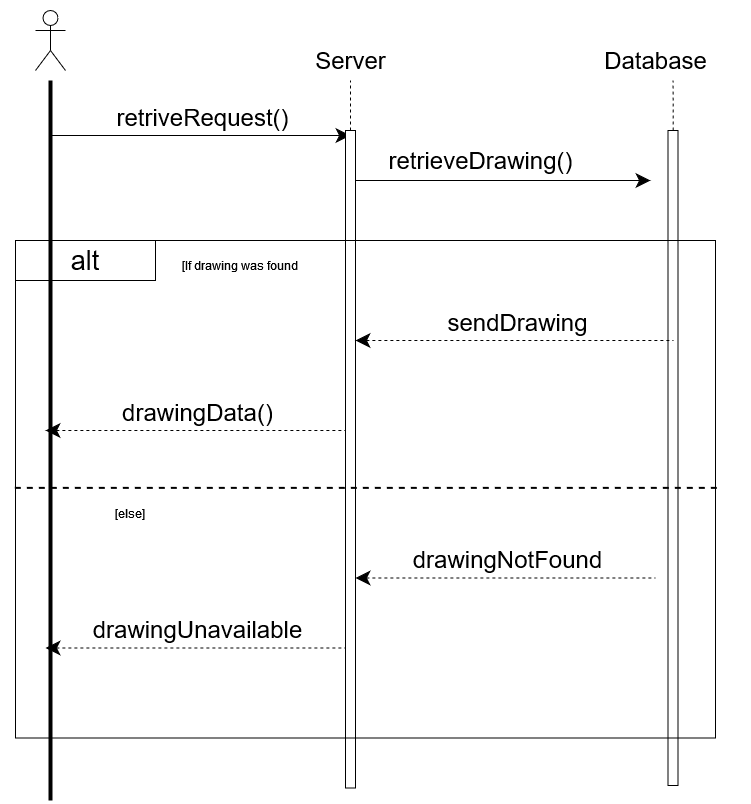 Server
Database
retriveRequest()
retrieveDrawing()
alt
[If drawing was found
sendDrawing
drawingData()
[else]
drawingNotFound
drawingUnavailable